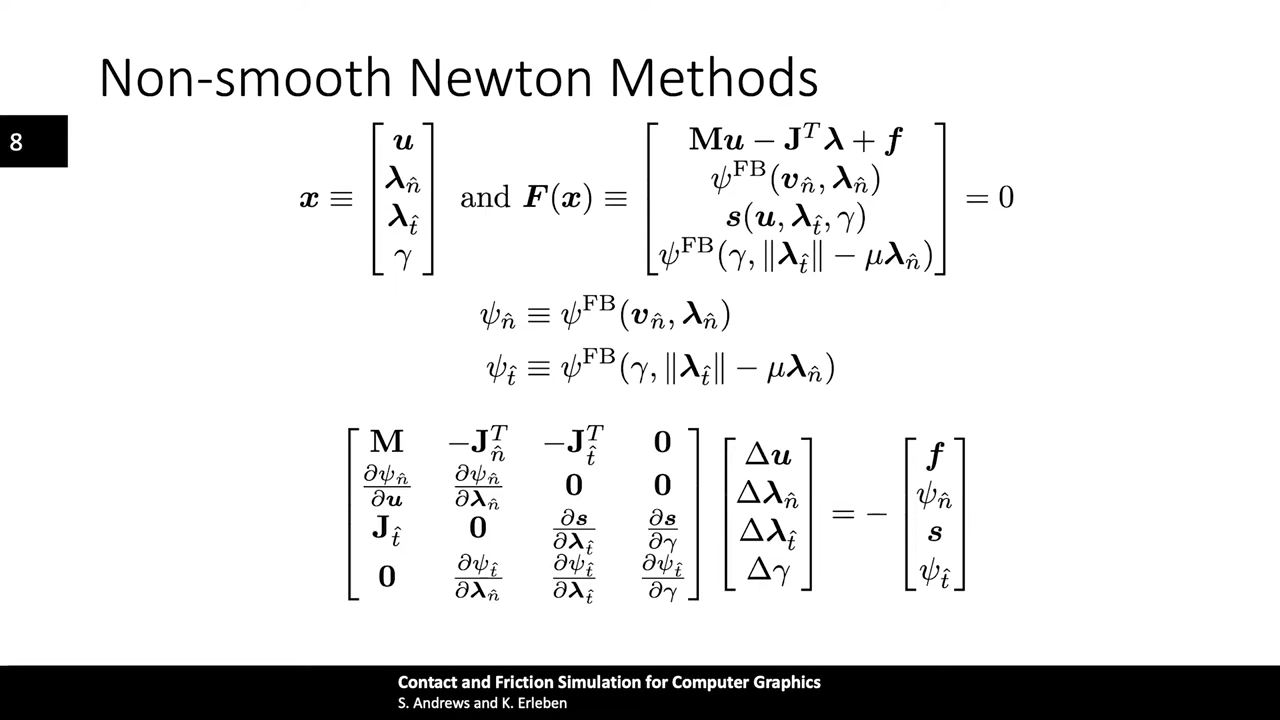 Non-smooth Newton Methods
8
x ≡ [ u ; λ_n̂ ; λ_t̂ ; γ ] and F(x) ≡ [ Mu − J^T λ + f ; ψ^FB(v_n̂, λ_n̂) ; s(u, λ_t̂, γ) ; ψ^FB(γ, ‖λ_t̂‖ − μλ_n̂) ] = 0
ψ_n̂ ≡ ψ^FB(v_n̂, λ_n̂)
ψ_t̂ ≡ ψ^FB(γ, ‖λ_t̂‖ − μλ_n̂)
[ M −J_n̂^T −J_t̂^T 0 ; ∂ψ_n̂/∂u ∂ψ_n̂/∂λ_n̂ 0 0 ; J_t̂ 0 ∂s/∂λ_t̂ ∂s/∂γ ; 0 ∂ψ_t̂/∂λ_n̂ ∂ψ_t̂/∂λ_t̂ ∂ψ_t̂/∂γ ] [ Δu ; Δλ_n̂ ; Δλ_t̂ ; Δγ ] = − [ f ; ψ_n̂ ; s ; ψ_t̂ ]
Contact and Friction Simulation for Computer Graphics
S. Andrews and K. Erleben